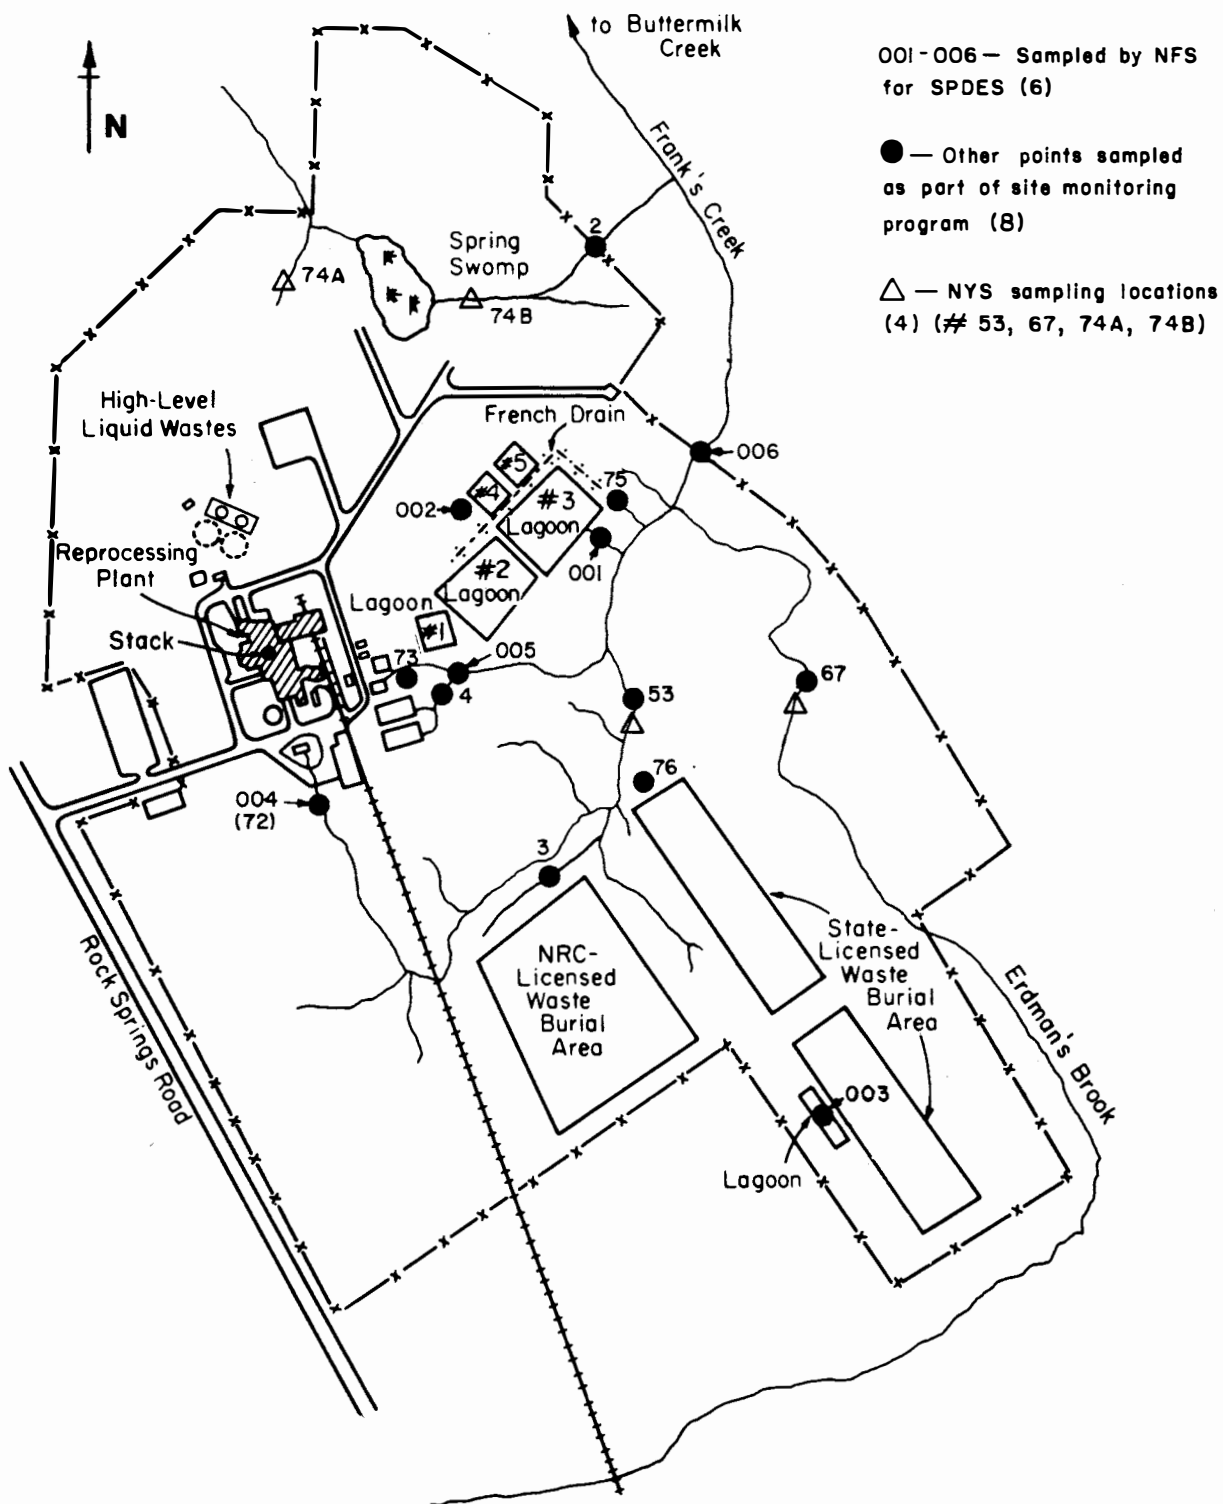 to Buttermilk
Creek
001-006 — Sampled by NFS
for SPDES (6)
N
Frank's Creek
— Other points sampled
as part of site monitoring
program (8)
2
Spring
Swomp
74A
74B
— NYS sampling locations
(4) (# 53, 67, 74A, 74B)
High-Level
Liquid Wastes
French Drain
#5
#4
#3
Lagoon
75
006
002
001
Reprocessing
Plant
#2
Lagoon
Lagoon
#1
Stack
73
005
4
53
67
76
004
(72)
3
NRC-
Licensed
Waste
Burial
Area
State-
Licensed
Waste
Burial
Area
Rock Springs Road
Erdman's Brook
003
Lagoon